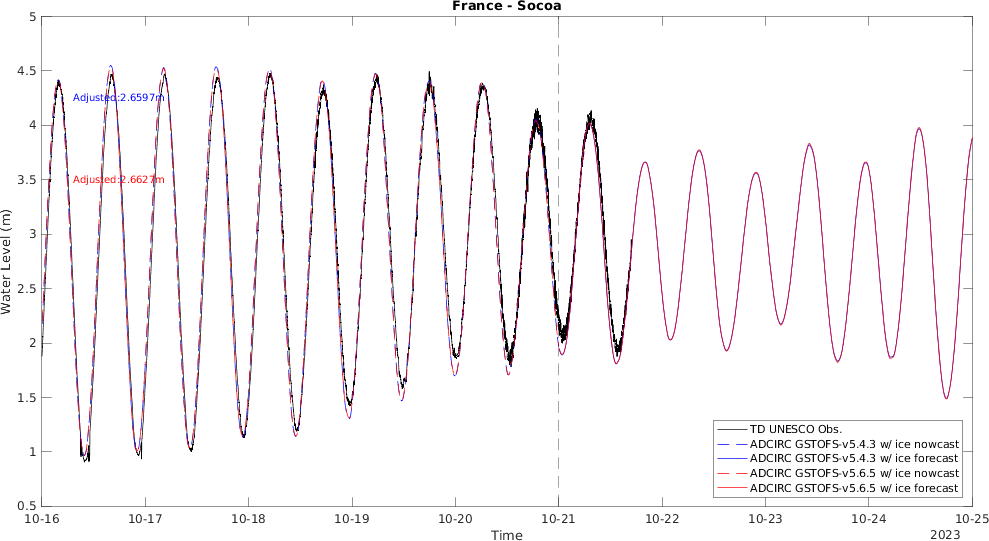 France - Socoa
5
4.5
4
3.5
3
2.5
2
1.5
1
0.5
Water Level (m)
Adjusted:2.6597m
Adjusted:2.6627m
TD UNESCO Obs.
ADCIRC GSTOFS-v5.4.3 w/ ice nowcast
ADCIRC GSTOFS-v5.4.3 w/ ice forecast
ADCIRC GSTOFS-v5.6.5 w/ ice nowcast
ADCIRC GSTOFS-v5.6.5 w/ ice forecast
10-16 10-17 10-18 10-19 10-20 10-21 10-22 10-23 10-24 10-25
Time
2023